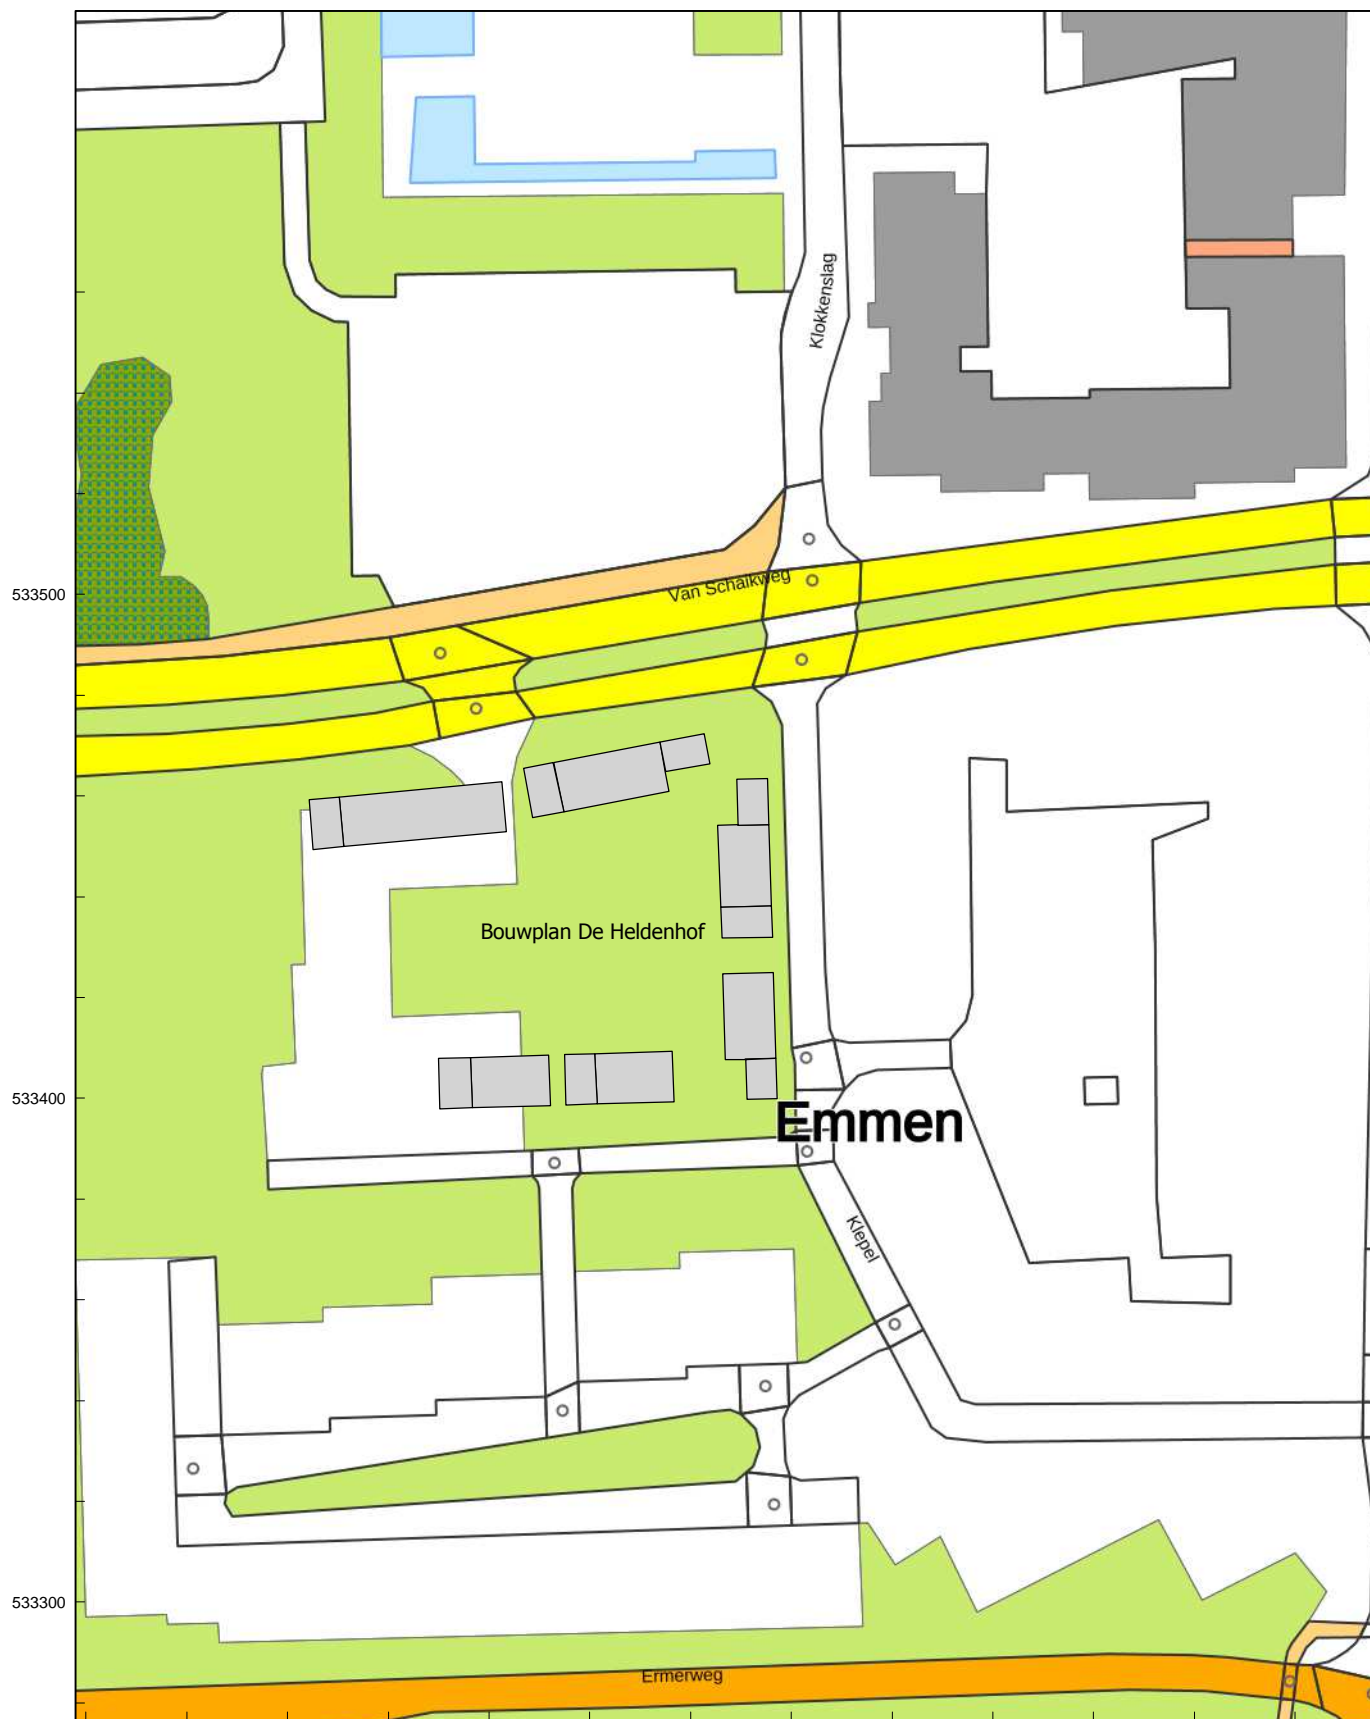 Klokkenslag
Van Schaikweg
533500
Bouwplan De Heldenhof
533400
Emmen
Klepel
533300
Ermerweg